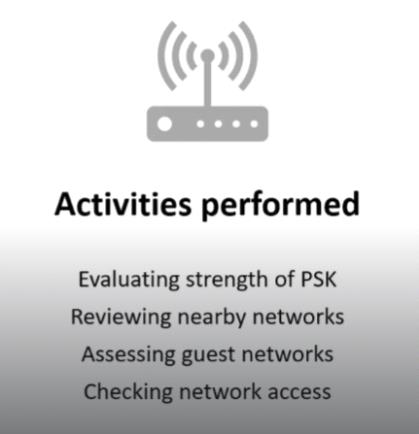 Activities performed
Evaluating strength of PSK
Reviewing nearby networks
Assessing guest networks
Checking network access